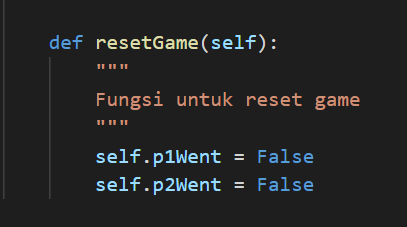 def resetGame(self):
"""
Fungsi untuk reset game
"""
self.p1Went = False
self.p2Went = False